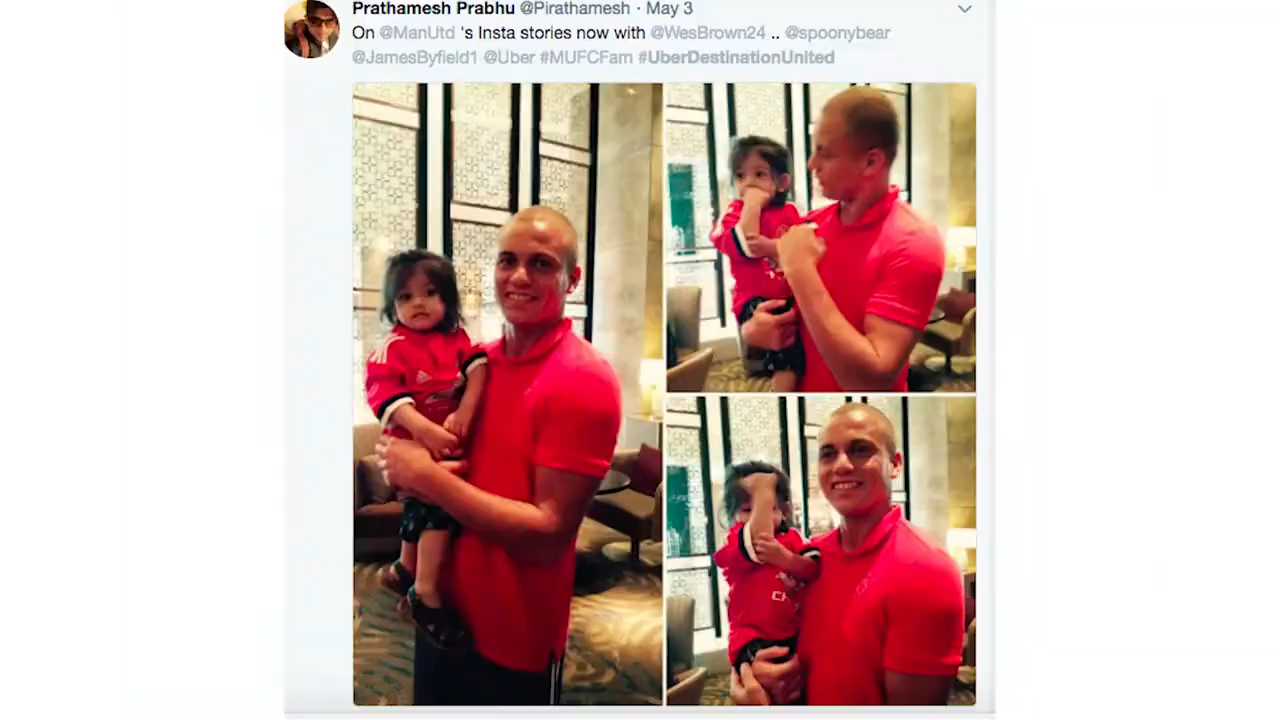 Prathamesh Prabhu @Pirathamesh · May 3
On @ManUtd 's Insta stories now with @WesBrown24 .. @spoonybear
@JamesByfield1 @Uber #MUFCFam #UberDestinationUnited